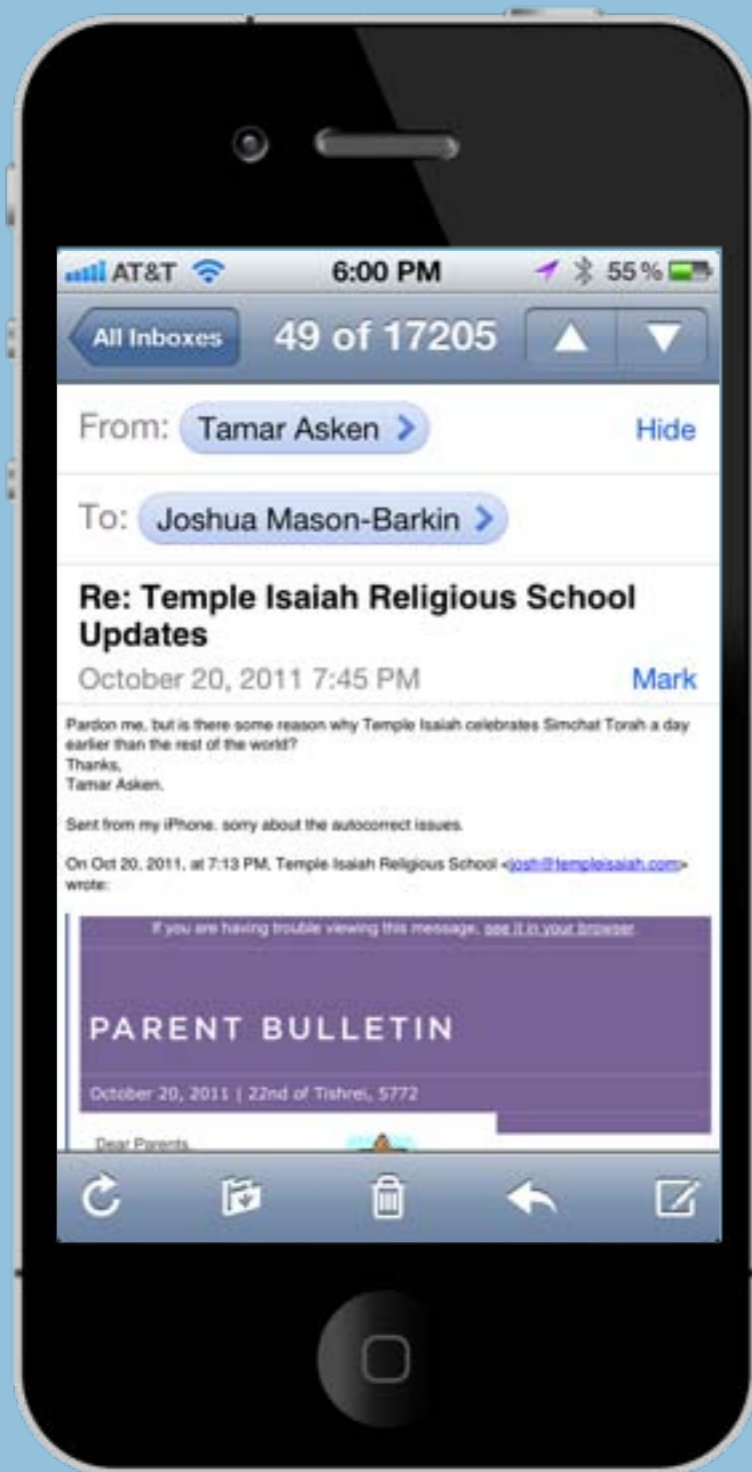 AT&T 6:00 PM 55%
All Inboxes 49 of 17205
From: Tamar Asken Hide
To: Joshua Mason-Barkin
Re: Temple Isaiah Religious School
Updates
October 20, 2011 7:45 PM Mark
Pardon me, but is there some reason why Temple Isaiah celebrates Simchat Torah a day
earlier than the rest of the world?
Thanks,
Tamar Asken.
Sent from my iPhone. sorry about the autocorrect issues.
On Oct 20, 2011, at 7:13 PM, Temple Isaiah Religious School <josh@templeisaiah.com>
wrote:
If you are having trouble viewing this message, see it in your browser.
PARENT BULLETIN
October 20, 2011 | 22nd of Tishrei, 5772
Dear Parents,